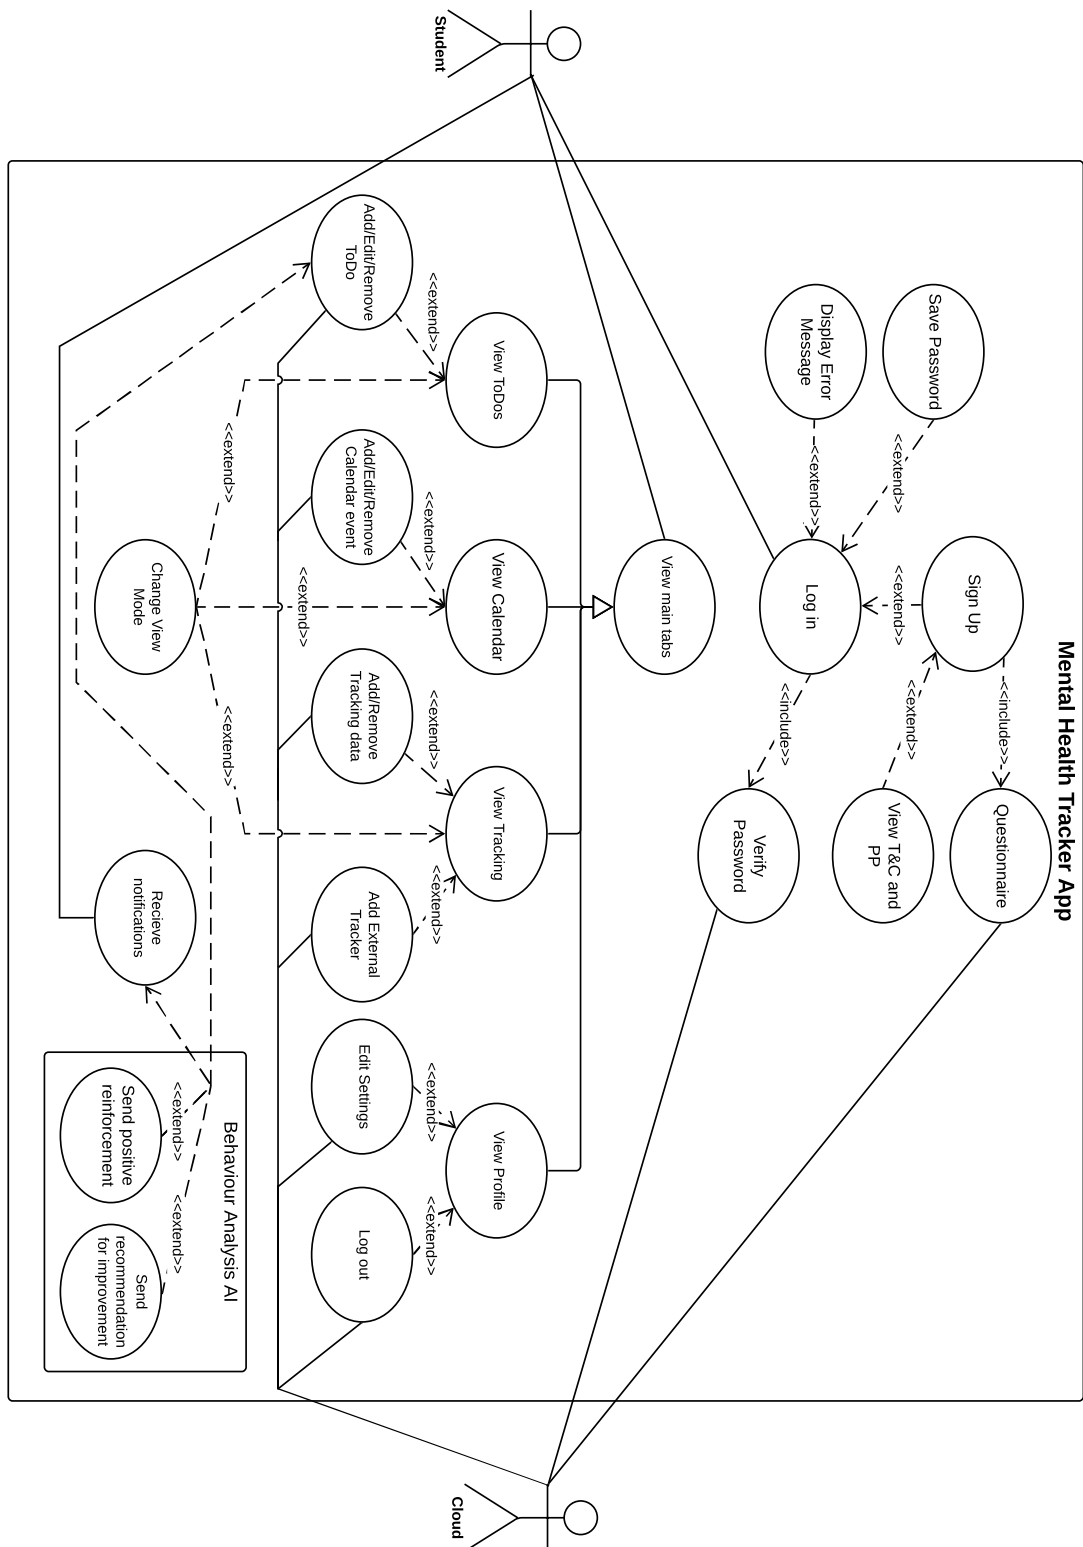 Mental Health Tracker App
Student
Save Password
Display Error
Message
<<extend>>
<<extend>>
Sign Up
Log in
<<extend>>
<<include>>
<<extend>>
<<include>>
Questionnaire
View T&C and
PP
Verify
Password
View main tabs
View ToDos
View Calendar
View Tracking
View Profile
<<extend>>
<<extend>>
<<extend>>
<<extend>>
<<extend>>
<<extend>>
Add/Edit/Remove
ToDo
Add/Edit/Remove
Calendar event
Add/Remove
Tracking data
Add External
Tracker
Edit Settings
Log out
<<extend>>
<<extend>>
<<extend>>
Change View
Mode
Recieve
notifications
Behaviour Analysis AI
<<extend>>
<<extend>>
Send positive
reinforcement
Send
recommendation
for improvement
Cloud